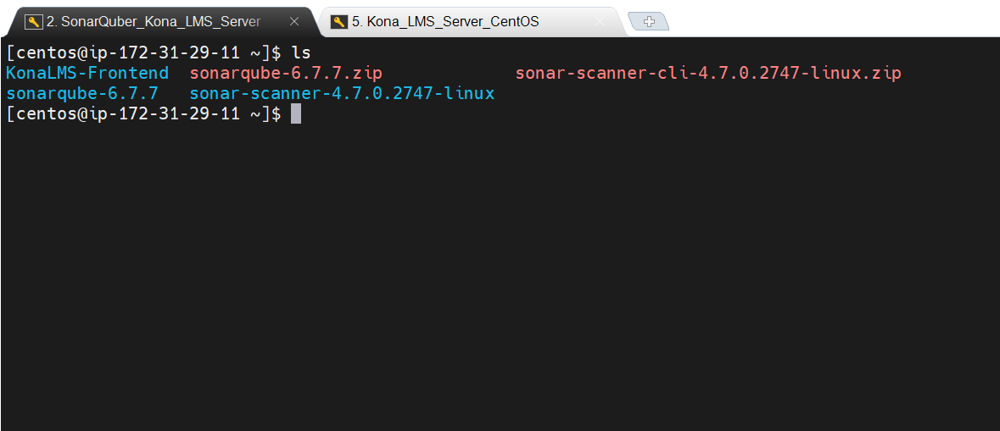 2. SonarQuber_Kona_LMS_Server
5. Kona_LMS_Server_CentOS
[centos@ip-172-31-29-11 ~]$ ls
KonaLMS-Frontend  sonarqube-6.7.7.zip             sonar-scanner-cli-4.7.0.2747-linux.zip
sonarqube-6.7.7   sonar-scanner-4.7.0.2747-linux
[centos@ip-172-31-29-11 ~]$